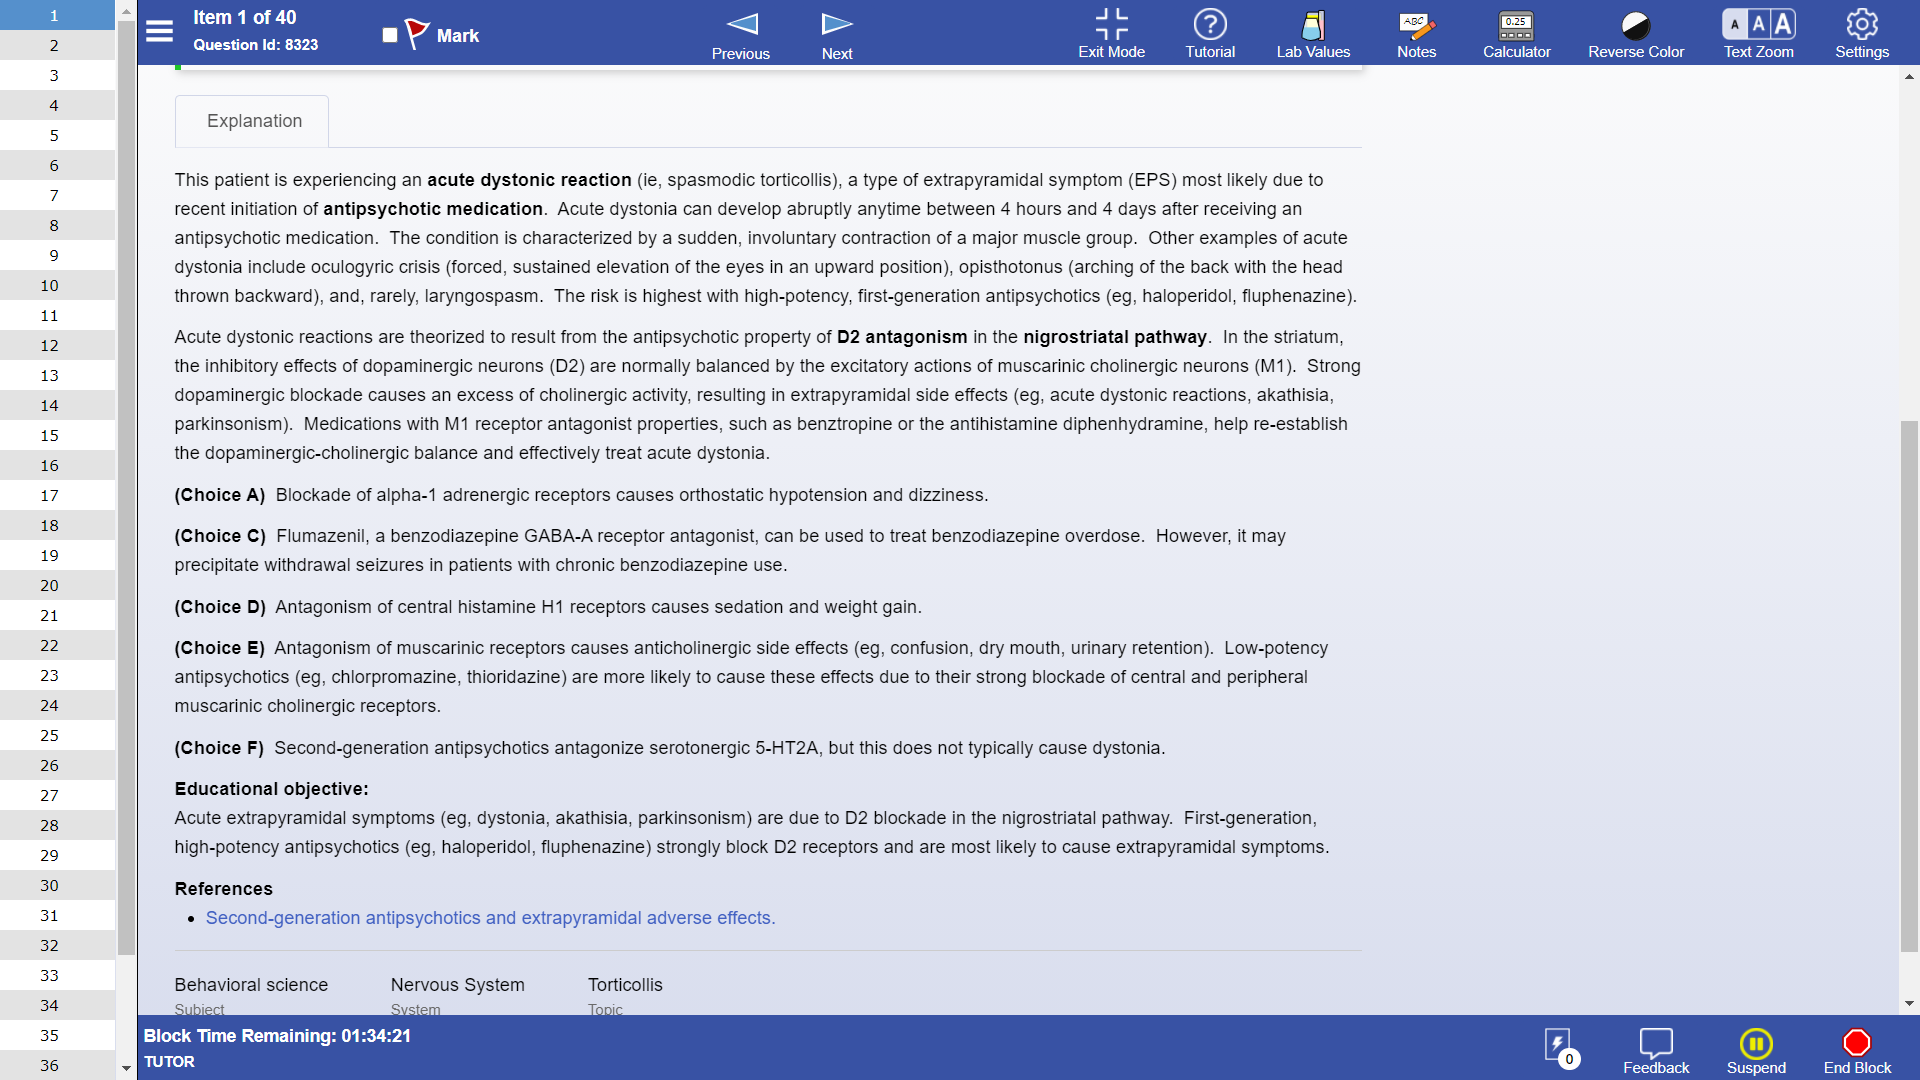 1
2
3
4
5
6
7
8
9
10
11
12
13
14
15
16
17
18
19
20
21
22
23
24
25
26
27
28
29
30
31
32
33
34
35
36
Item 1 of 40
Question Id: 8323
Mark
Previous
Next
Exit Mode
Tutorial
Lab Values
ABC
Notes
0.25
Calculator
Reverse Color
A A A
Text Zoom
Settings
Explanation
This patient is experiencing an acute dystonic reaction (ie, spasmodic torticollis), a type of extrapyramidal symptom (EPS) most likely due to
recent initiation of antipsychotic medication. Acute dystonia can develop abruptly anytime between 4 hours and 4 days after receiving an
antipsychotic medication. The condition is characterized by a sudden, involuntary contraction of a major muscle group. Other examples of acute
dystonia include oculogyric crisis (forced, sustained elevation of the eyes in an upward position), opisthotonus (arching of the back with the head
thrown backward), and, rarely, laryngospasm. The risk is highest with high-potency, first-generation antipsychotics (eg, haloperidol, fluphenazine).
Acute dystonic reactions are theorized to result from the antipsychotic property of D2 antagonism in the nigrostriatal pathway. In the striatum,
the inhibitory effects of dopaminergic neurons (D2) are normally balanced by the excitatory actions of muscarinic cholinergic neurons (M1). Strong
dopaminergic blockade causes an excess of cholinergic activity, resulting in extrapyramidal side effects (eg, acute dystonic reactions, akathisia,
parkinsonism). Medications with M1 receptor antagonist properties, such as benztropine or the antihistamine diphenhydramine, help re-establish
the dopaminergic-cholinergic balance and effectively treat acute dystonia.
(Choice A) Blockade of alpha-1 adrenergic receptors causes orthostatic hypotension and dizziness.
(Choice C) Flumazenil, a benzodiazepine GABA-A receptor antagonist, can be used to treat benzodiazepine overdose. However, it may
precipitate withdrawal seizures in patients with chronic benzodiazepine use.
(Choice D) Antagonism of central histamine H1 receptors causes sedation and weight gain.
(Choice E) Antagonism of muscarinic receptors causes anticholinergic side effects (eg, confusion, dry mouth, urinary retention). Low-potency
antipsychotics (eg, chlorpromazine, thioridazine) are more likely to cause these effects due to their strong blockade of central and peripheral
muscarinic cholinergic receptors.
(Choice F) Second-generation antipsychotics antagonize serotonergic 5-HT2A, but this does not typically cause dystonia.
Educational objective:
Acute extrapyramidal symptoms (eg, dystonia, akathisia, parkinsonism) are due to D2 blockade in the nigrostriatal pathway. First-generation,
high-potency antipsychotics (eg, haloperidol, fluphenazine) strongly block D2 receptors and are most likely to cause extrapyramidal symptoms.
References
• Second-generation antipsychotics and extrapyramidal adverse effects.
Behavioral science Nervous System Torticollis
Subject System Topic
Block Time Remaining: 01:34:21
TUTOR
0
Feedback
Suspend
End Block